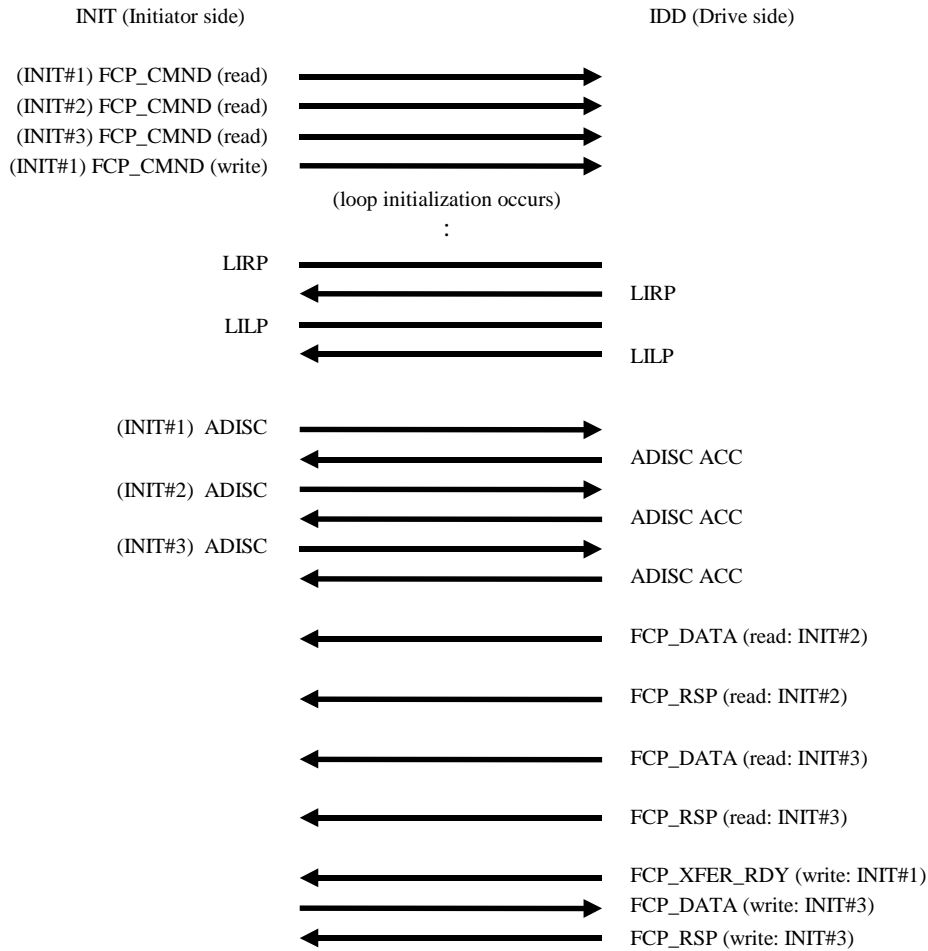 INIT (Initiator side) IDD (Drive side)
(INIT#1) FCP_CMND (read)
(INIT#2) FCP_CMND (read)
(INIT#3) FCP_CMND (read)
(INIT#1) FCP_CMND (write)
(loop initialization occurs)
:
LIRP
LIRP
LILP
LILP
(INIT#1) ADISC
ADISC ACC
(INIT#2) ADISC
ADISC ACC
(INIT#3) ADISC
ADISC ACC
FCP_DATA (read: INIT#2)
FCP_RSP (read: INIT#2)
FCP_DATA (read: INIT#3)
FCP_RSP (read: INIT#3)
FCP_XFER_RDY (write: INIT#1)
FCP_DATA (write: INIT#3)
FCP_RSP (write: INIT#3)